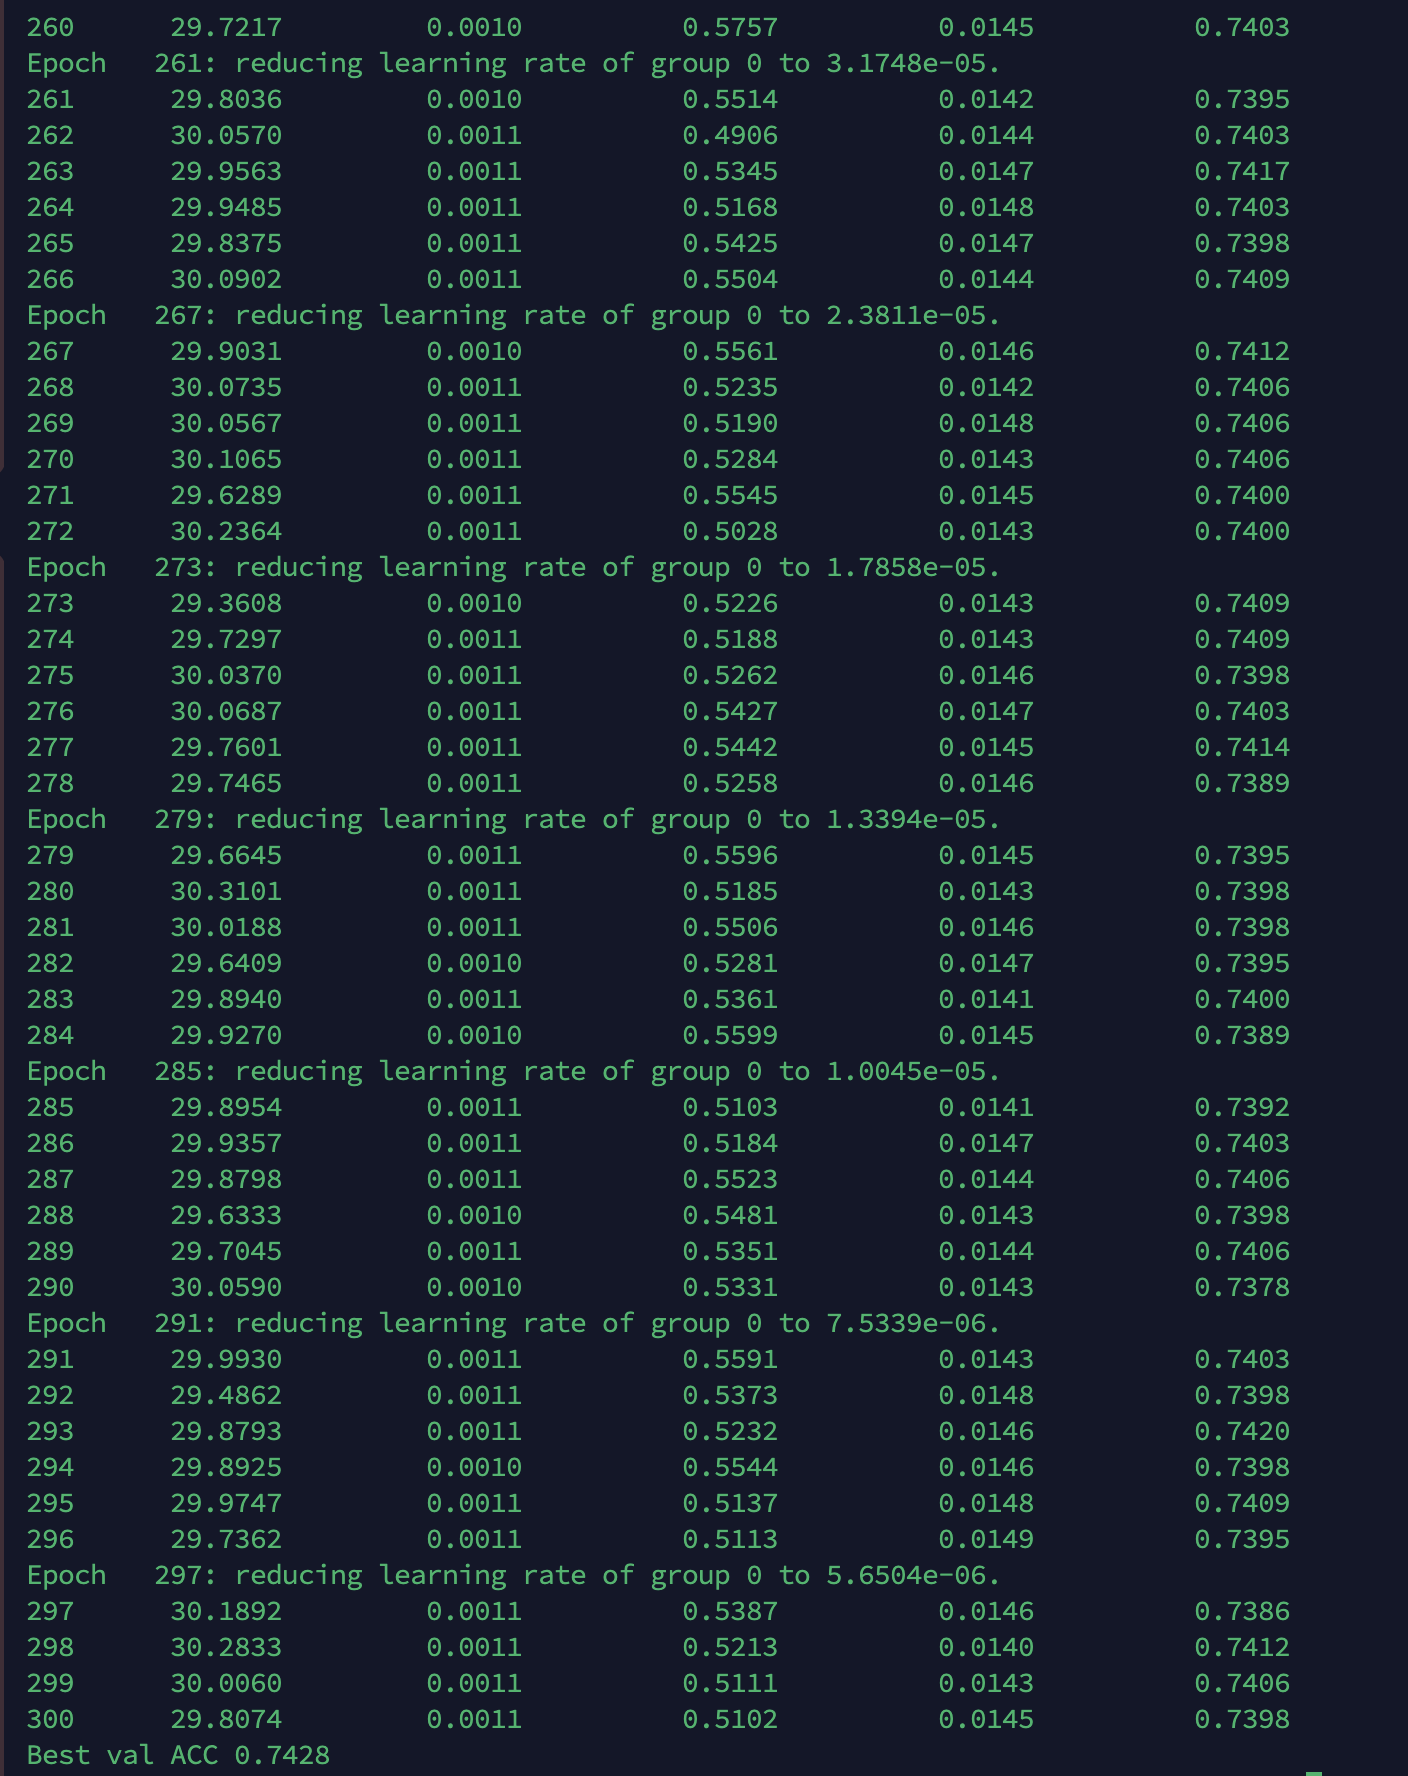 260      29.7217         0.0010          0.5757          0.0145          0.7403
Epoch   261: reducing learning rate of group 0 to 3.1748e-05.
261      29.8036         0.0010          0.5514          0.0142          0.7395
262      30.0570         0.0011          0.4906          0.0144          0.7403
263      29.9563         0.0011          0.5345          0.0147          0.7417
264      29.9485         0.0011          0.5168          0.0148          0.7403
265      29.8375         0.0011          0.5425          0.0147          0.7398
266      30.0902         0.0011          0.5504          0.0144          0.7409
Epoch   267: reducing learning rate of group 0 to 2.3811e-05.
267      29.9031         0.0010          0.5561          0.0146          0.7412
268      30.0735         0.0011          0.5235          0.0142          0.7406
269      30.0567         0.0011          0.5190          0.0148          0.7406
270      30.1065         0.0011          0.5284          0.0143          0.7406
271      29.6289         0.0011          0.5545          0.0145          0.7400
272      30.2364         0.0011          0.5028          0.0143          0.7400
Epoch   273: reducing learning rate of group 0 to 1.7858e-05.
273      29.3608         0.0010          0.5226          0.0143          0.7409
274      29.7297         0.0011          0.5188          0.0143          0.7409
275      30.0370         0.0011          0.5262          0.0146          0.7398
276      30.0687         0.0011          0.5427          0.0147          0.7403
277      29.7601         0.0011          0.5442          0.0145          0.7414
278      29.7465         0.0011          0.5258          0.0146          0.7389
Epoch   279: reducing learning rate of group 0 to 1.3394e-05.
279      29.6645         0.0011          0.5596          0.0145          0.7395
280      30.3101         0.0011          0.5185          0.0143          0.7398
281      30.0188         0.0011          0.5506          0.0146          0.7398
282      29.6409         0.0010          0.5281          0.0147          0.7395
283      29.8940         0.0011          0.5361          0.0141          0.7400
284      29.9270         0.0010          0.5599          0.0145          0.7389
Epoch   285: reducing learning rate of group 0 to 1.0045e-05.
285      29.8954         0.0011          0.5103          0.0141          0.7392
286      29.9357         0.0011          0.5184          0.0147          0.7403
287      29.8798         0.0011          0.5523          0.0144          0.7406
288      29.6333         0.0010          0.5481          0.0143          0.7398
289      29.7045         0.0011          0.5351          0.0144          0.7406
290      30.0590         0.0010          0.5331          0.0143          0.7378
Epoch   291: reducing learning rate of group 0 to 7.5339e-06.
291      29.9930         0.0011          0.5591          0.0143          0.7403
292      29.4862         0.0011          0.5373          0.0148          0.7398
293      29.8793         0.0011          0.5232          0.0146          0.7420
294      29.8925         0.0010          0.5544          0.0146          0.7398
295      29.9747         0.0011          0.5137          0.0148          0.7409
296      29.7362         0.0011          0.5113          0.0149          0.7395
Epoch   297: reducing learning rate of group 0 to 5.6504e-06.
297      30.1892         0.0011          0.5387          0.0146          0.7386
298      30.2833         0.0011          0.5213          0.0140          0.7412
299      30.0060         0.0011          0.5111          0.0143          0.7406
300      29.8074         0.0011          0.5102          0.0145          0.7398
Best val ACC 0.7428